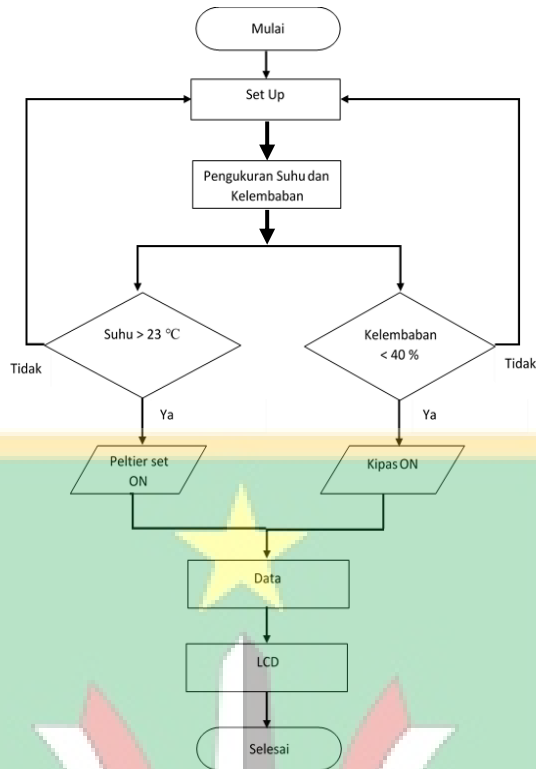 Mulai
Set Up
Pengukuran Suhu dan
Kelembaban
Suhu > 23 °C
Kelembaban
< 40 %
Tidak
Tidak
Ya
Ya
Peltier set
ON
Kipas ON
Data
LCD
Selesai